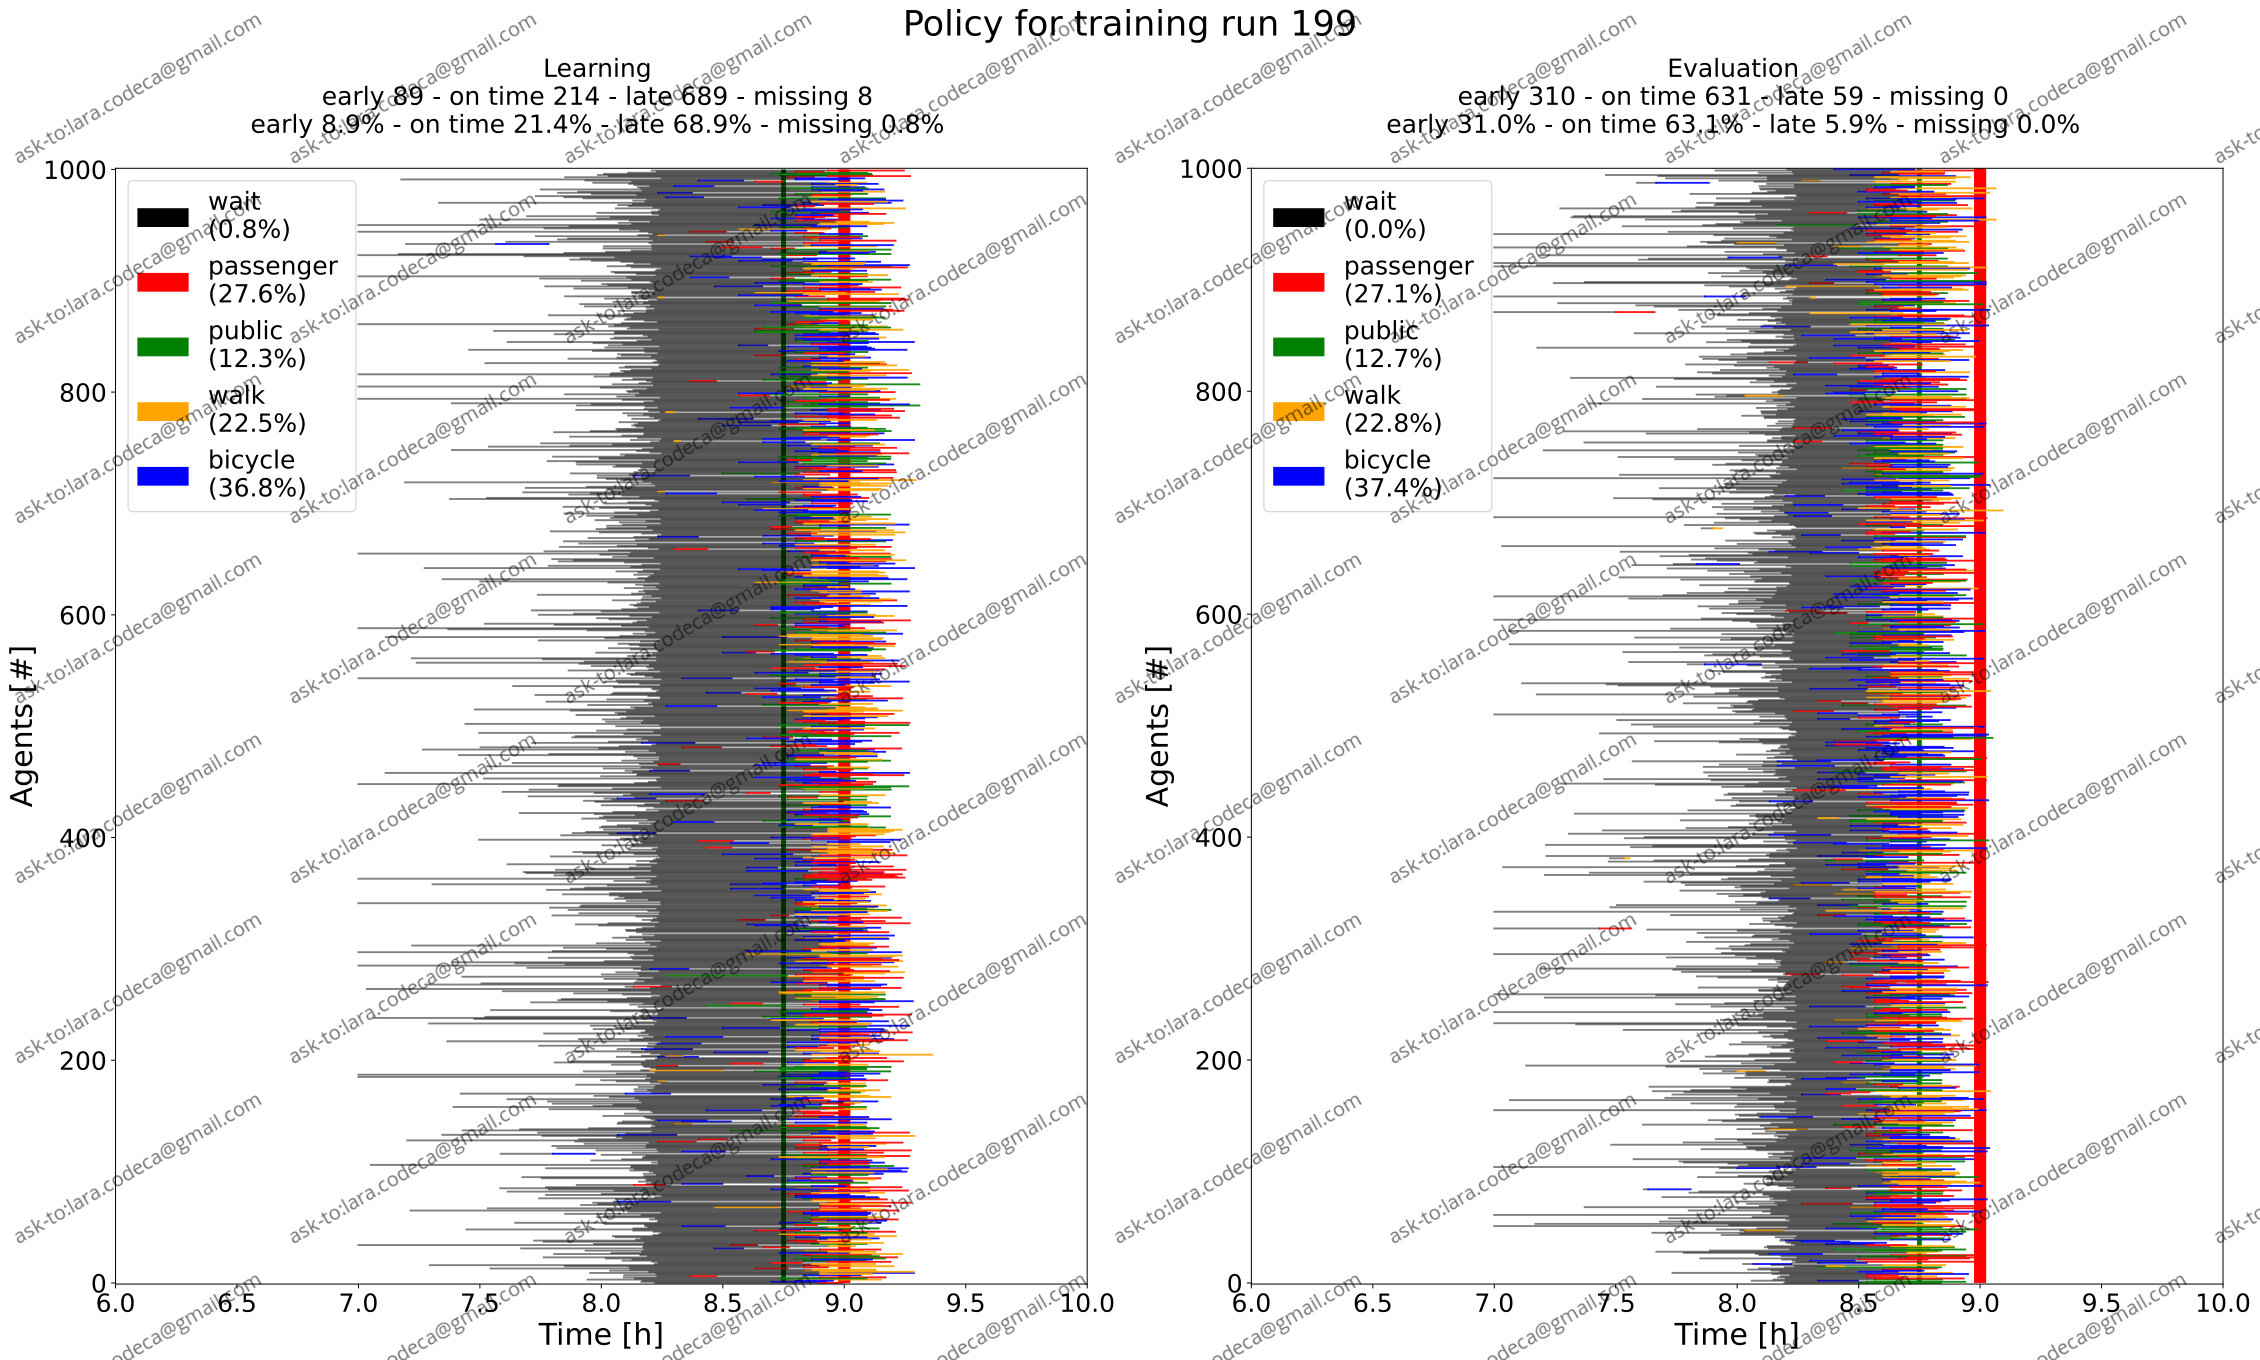 Policy for training run 199
Learning
early 89 - on time 214 - late 689 - missing 8
early 8.9% - on time 21.4% - late 68.9% - missing 0.8%
1000
800
600
400
200
0
Agents [#]
wait
(0.8%)
passenger
(27.6%)
public
(12.3%)
walk
(22.5%)
bicycle
(36.8%)
6.0 6.5 7.0 7.5 8.0 8.5 9.0 9.5 10.0
Time [h]
Evaluation
early 310 - on time 631 - late 59 - missing 0
early 31.0% - on time 63.1% - late 5.9% - missing 0.0%
1000
800
600
400
200
0
Agents [#]
wait
(0.0%)
passenger
(27.1%)
public
(12.7%)
walk
(22.8%)
bicycle
(37.4%)
6.0 6.5 7.0 7.5 8.0 8.5 9.0 9.5 10.0
Time [h]
ask-to:lara.codeca@gmail.com